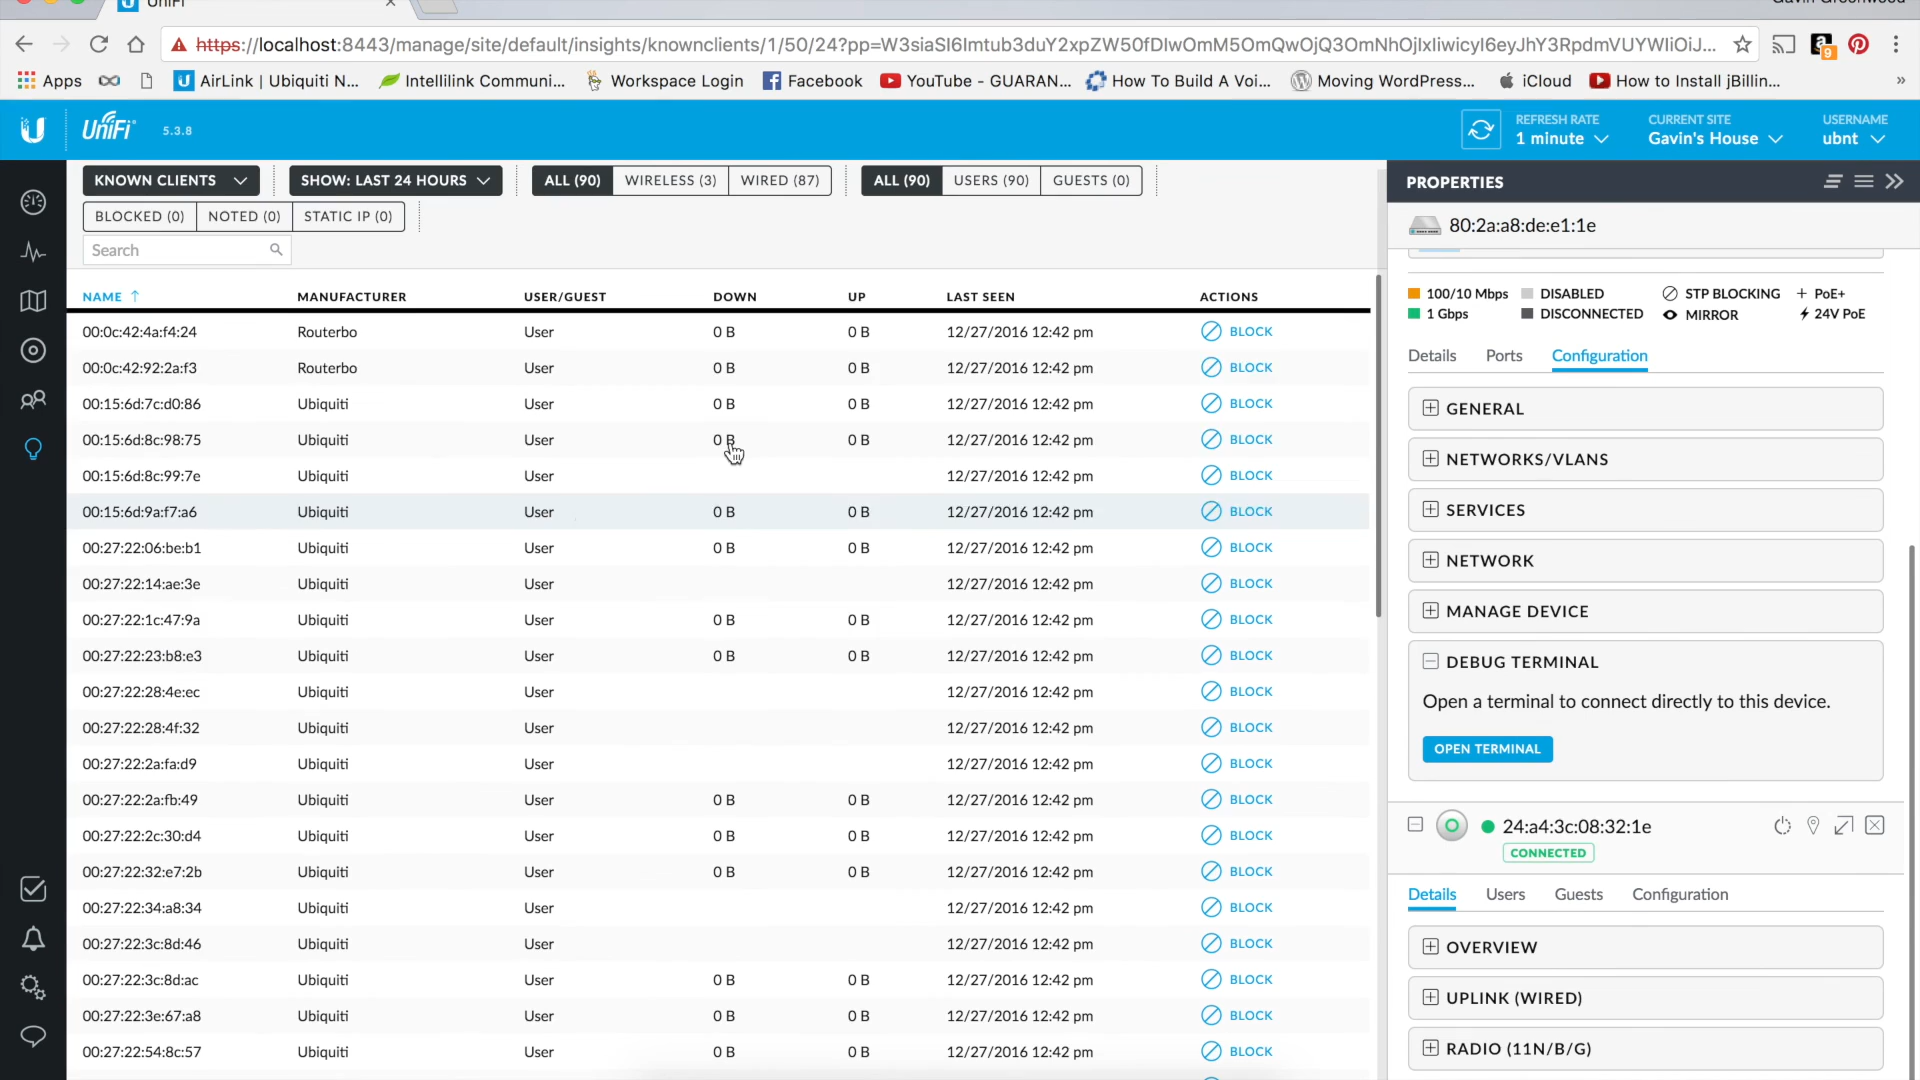 UniFi
https://localhost:8443/manage/site/default/insights/knownclients/1/50/24?pp=W3siaSI6Imtub3duY2xpZW50fDIwOmM5OmQwOjQ3OmNhOjIxIiwicyI6eyJhY3RpdmVUYWIiOiJ...
9
Apps AirLink | Ubiquiti N... Intellilink Communi... Workspace Login Facebook YouTube - GUARAN... How To Build A Voi... Moving WordPress... iCloud How to Install jBillin... »
UniFi 5.3.8
REFRESH RATE CURRENT SITE USERNAME
1 minute Gavin's House ubnt
KNOWN CLIENTS SHOW: LAST 24 HOURS ALL (90) WIRELESS (3) WIRED (87) ALL (90) USERS (90) GUESTS (0)
BLOCKED (0) NOTED (0) STATIC IP (0)
Search
NAME ↑ MANUFACTURER USER/GUEST DOWN UP LAST SEEN ACTIONS
00:0c:42:4a:f4:24 Routerbo User 0 B 0 B 12/27/2016 12:42 pm BLOCK
00:0c:42:92:2a:f3 Routerbo User 0 B 0 B 12/27/2016 12:42 pm BLOCK
00:15:6d:7c:d0:86 Ubiquiti User 0 B 0 B 12/27/2016 12:42 pm BLOCK
00:15:6d:8c:98:75 Ubiquiti User 0 B 0 B 12/27/2016 12:42 pm BLOCK
00:15:6d:8c:99:7e Ubiquiti User 12/27/2016 12:42 pm BLOCK
00:15:6d:9a:f7:a6 Ubiquiti User 0 B 0 B 12/27/2016 12:42 pm BLOCK
00:27:22:06:be:b1 Ubiquiti User 0 B 0 B 12/27/2016 12:42 pm BLOCK
00:27:22:14:ae:3e Ubiquiti User 12/27/2016 12:42 pm BLOCK
00:27:22:1c:47:9a Ubiquiti User 0 B 0 B 12/27/2016 12:42 pm BLOCK
00:27:22:23:b8:e3 Ubiquiti User 0 B 0 B 12/27/2016 12:42 pm BLOCK
00:27:22:28:4e:ec Ubiquiti User 12/27/2016 12:42 pm BLOCK
00:27:22:28:4f:32 Ubiquiti User 12/27/2016 12:42 pm BLOCK
00:27:22:2a:fa:d9 Ubiquiti User 12/27/2016 12:42 pm BLOCK
00:27:22:2a:fb:49 Ubiquiti User 0 B 0 B 12/27/2016 12:42 pm BLOCK
00:27:22:2c:30:d4 Ubiquiti User 0 B 0 B 12/27/2016 12:42 pm BLOCK
00:27:22:32:e7:2b Ubiquiti User 0 B 0 B 12/27/2016 12:42 pm BLOCK
00:27:22:34:a8:34 Ubiquiti User 12/27/2016 12:42 pm BLOCK
00:27:22:3c:8d:46 Ubiquiti User 12/27/2016 12:42 pm BLOCK
00:27:22:3c:8d:ac Ubiquiti User 0 B 0 B 12/27/2016 12:42 pm BLOCK
00:27:22:3e:67:a8 Ubiquiti User 0 B 0 B 12/27/2016 12:42 pm BLOCK
00:27:22:54:8c:57 Ubiquiti User 0 B 0 B 12/27/2016 12:42 pm BLOCK
PROPERTIES
80:2a:a8:de:e1:1e
100/10 Mbps DISABLED STP BLOCKING PoE+
1 Gbps DISCONNECTED MIRROR 24V PoE
Details Ports Configuration
GENERAL
NETWORKS/VLANS
SERVICES
NETWORK
MANAGE DEVICE
DEBUG TERMINAL
Open a terminal to connect directly to this device.
OPEN TERMINAL
24:a4:3c:08:32:1e
CONNECTED
Details Users Guests Configuration
OVERVIEW
UPLINK (WIRED)
RADIO (11N/B/G)